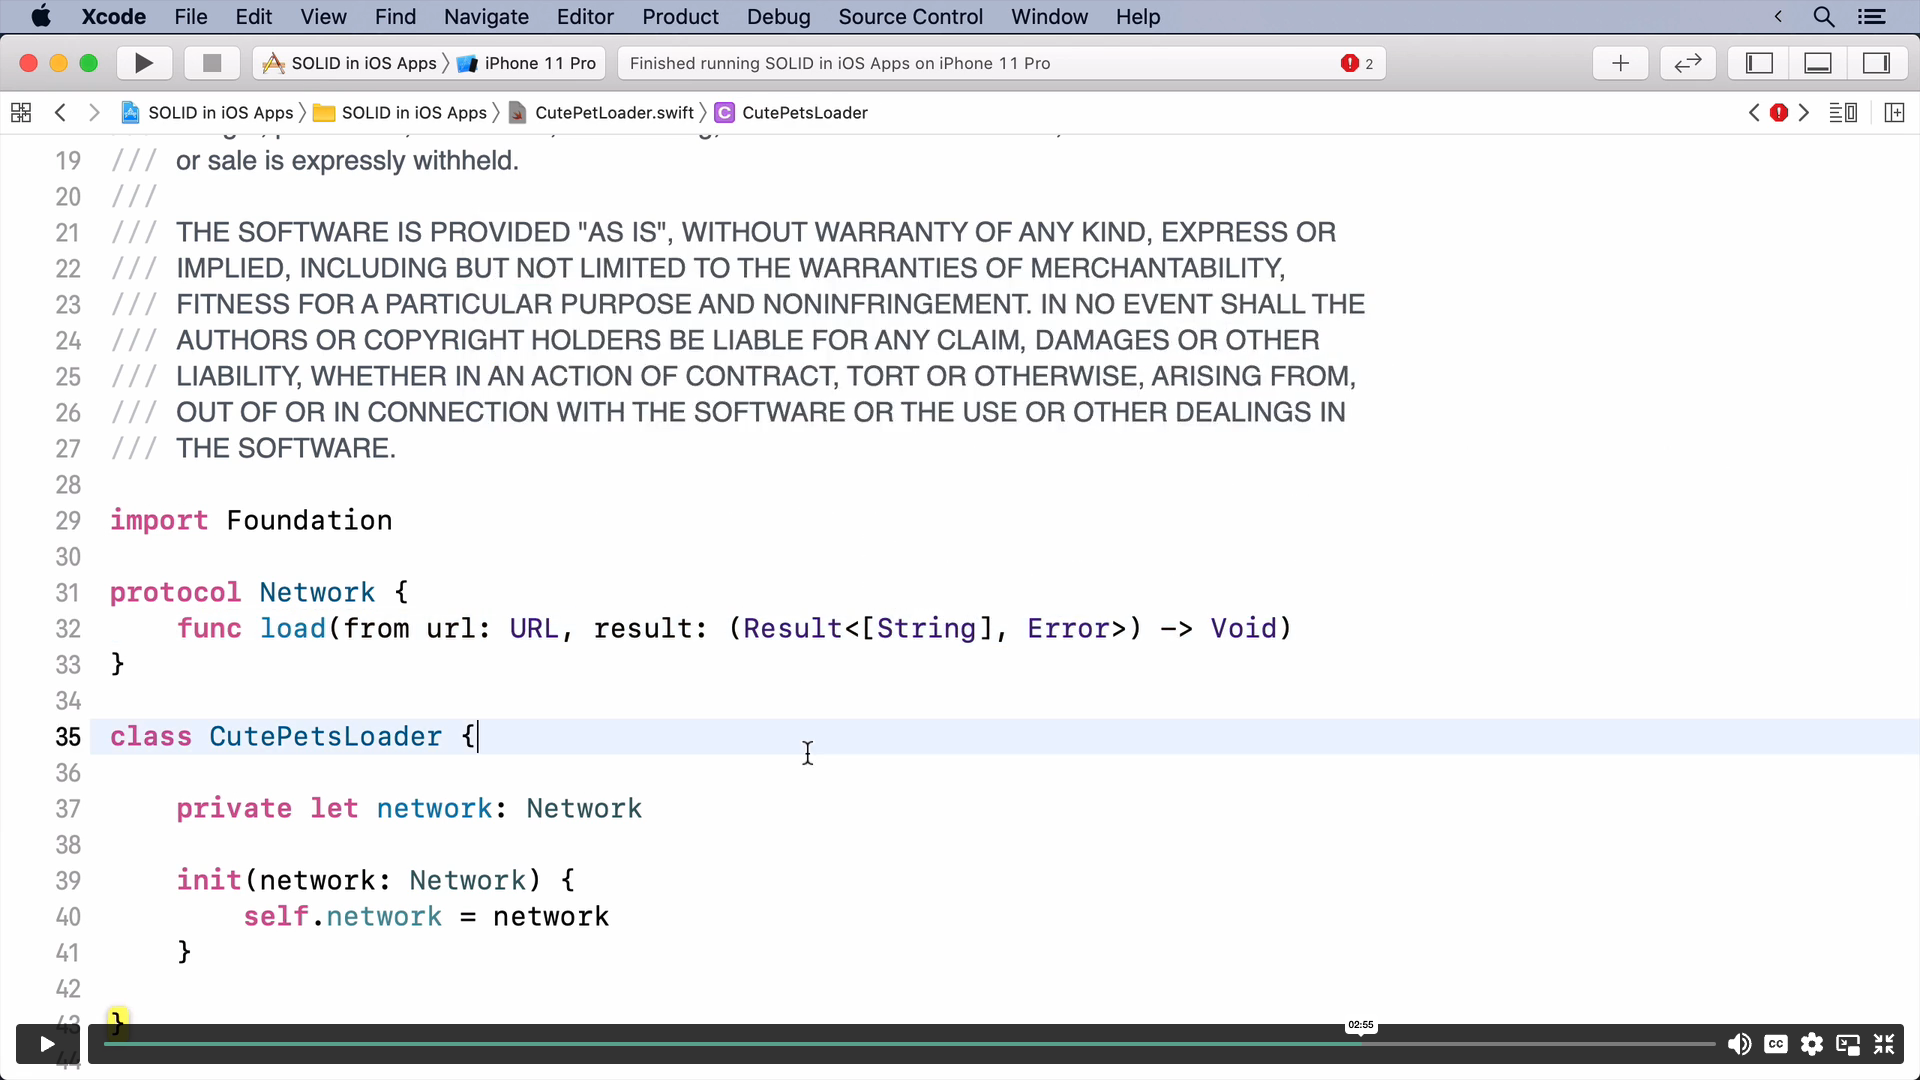 Xcode File Edit View Find Navigate Editor Product Debug Source Control Window Help
SOLID in iOS Apps iPhone 11 Pro Finished running SOLID in iOS Apps on iPhone 11 Pro 2
SOLID in iOS Apps SOLID in iOS Apps CutePetLoader.swift C CutePetsLoader
19 /// or sale is expressly withheld.
20 ///
21 /// THE SOFTWARE IS PROVIDED "AS IS", WITHOUT WARRANTY OF ANY KIND, EXPRESS OR
22 /// IMPLIED, INCLUDING BUT NOT LIMITED TO THE WARRANTIES OF MERCHANTABILITY,
23 /// FITNESS FOR A PARTICULAR PURPOSE AND NONINFRINGEMENT. IN NO EVENT SHALL THE
24 /// AUTHORS OR COPYRIGHT HOLDERS BE LIABLE FOR ANY CLAIM, DAMAGES OR OTHER
25 /// LIABILITY, WHETHER IN AN ACTION OF CONTRACT, TORT OR OTHERWISE, ARISING FROM,
26 /// OUT OF OR IN CONNECTION WITH THE SOFTWARE OR THE USE OR OTHER DEALINGS IN
27 /// THE SOFTWARE.
28
29 import Foundation
30
31 protocol Network {
32 func load(from url: URL, result: (Result<[String], Error>) -> Void)
33 }
34
35 class CutePetsLoader {
36
37 private let network: Network
38
39 init(network: Network) {
40 self.network = network
41 }
42
43 }
02:55
CC
44